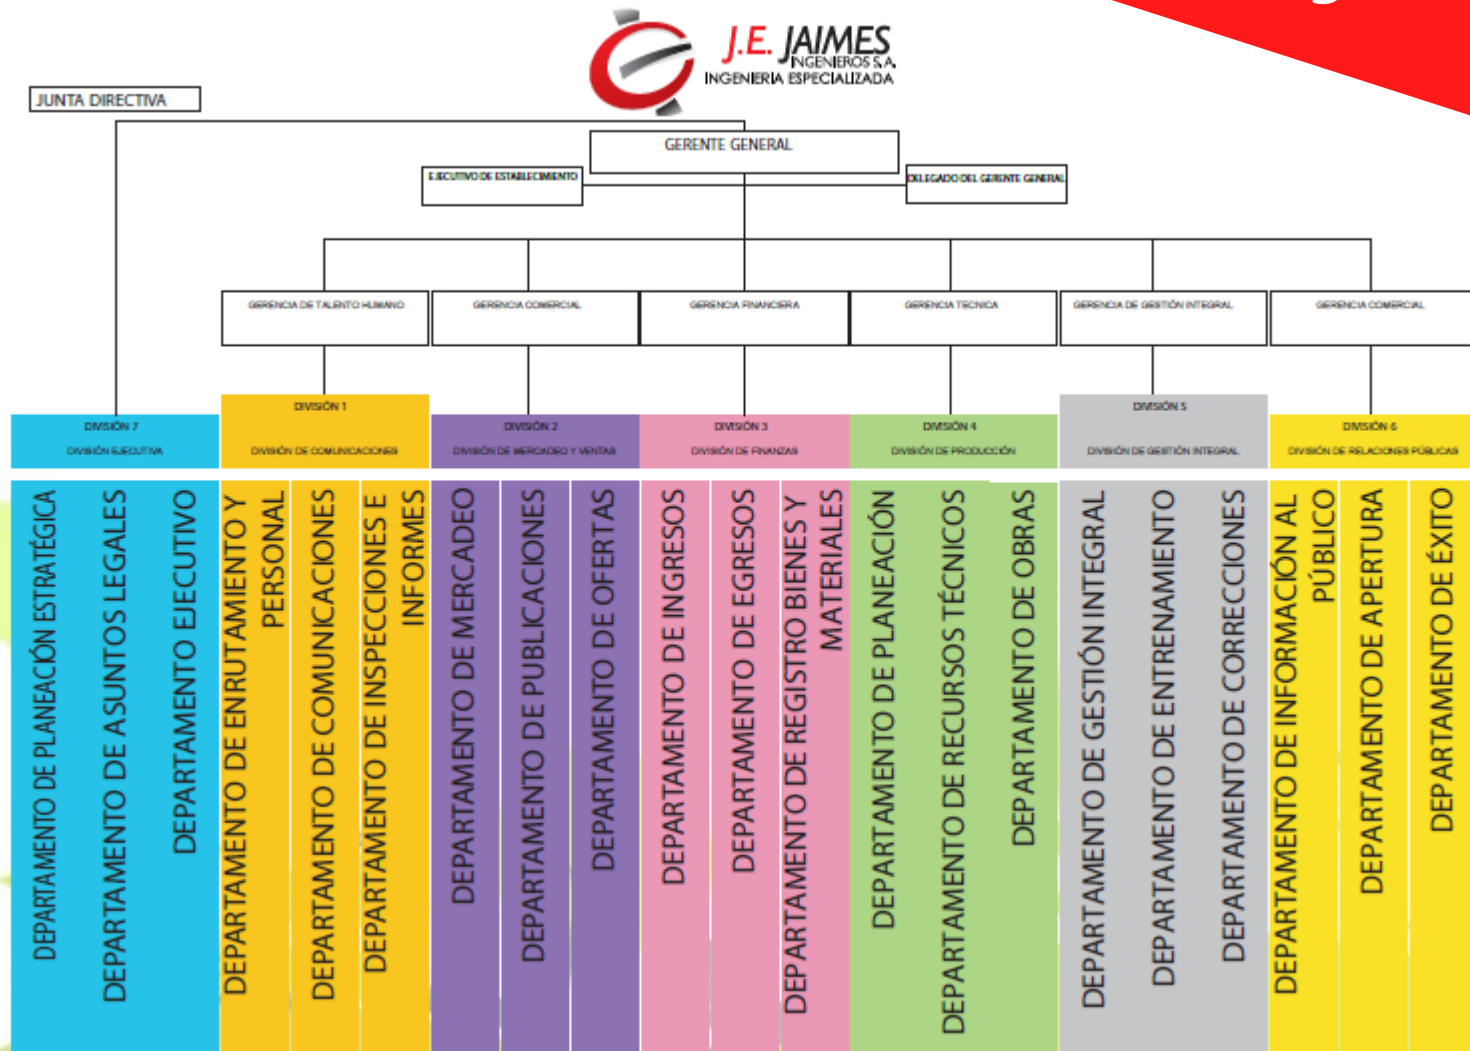 J.E. JAIMES
INGENIEROS S.A.
INGENIERIA ESPECIALIZADA
JUNTA DIRECTIVA
GERENTE GENERAL
EJECUTIVO DE ESTABLECIMIENTO
DELEGADO DEL GERENTE GENERAL
GERENCIA DE TALENTO HUMANO
GERENCIA COMERCIAL
GERENCIA FINANCIERA
GERENCIA TECNICA
GERENCIA DE GESTIÓN INTEGRAL
GERENCIA COMERCIAL
DIVISIÓN 7
DIVISIÓN EJECUTIVA
DIVISIÓN 1
DIVISIÓN DE COMUNICACIONES
DIVISIÓN 2
DIVISIÓN DE MERCADEO Y VENTAS
DIVISIÓN 3
DIVISIÓN DE FINANZAS
DIVISIÓN 4
DIVISIÓN DE PRODUCCIÓN
DIVISIÓN 5
DIVISIÓN DE GESTIÓN INTEGRAL
DIVISIÓN 6
DIVISIÓN DE RELACIONES PÚBLICAS
DEPARTAMENTO DE PLANEACIÓN ESTRATÉGICA
DEPARTAMENTO DE ASUNTOS LEGALES
DEPARTAMENTO EJECUTIVO
DEPARTAMENTO DE ENRUTAMIENTO Y
PERSONAL
DEPARTAMENTO DE COMUNICACIONES
DEPARTAMENTO DE INSPECCIONES E
INFORMES
DEPARTAMENTO DE MERCADEO
DEPARTAMENTO DE PUBLICACIONES
DEPARTAMENTO DE OFERTAS
DEPARTAMENTO DE INGRESOS
DEPARTAMENTO DE EGRESOS
DEPARTAMENTO DE REGISTRO BIENES Y
MATERIALES
DEPARTAMENTO DE PLANEACIÓN
DEPARTAMENTO DE RECURSOS TÉCNICOS
DEPARTAMENTO DE OBRAS
DEPARTAMENTO DE GESTIÓN INTEGRAL
DEPARTAMENTO DE ENTRENAMIENTO
DEPARTAMENTO DE CORRECCIONES
DEPARTAMENTO DE INFORMACIÓN AL
PÚBLICO
DEPARTAMENTO DE APERTURA
DEPARTAMENTO DE ÉXITO